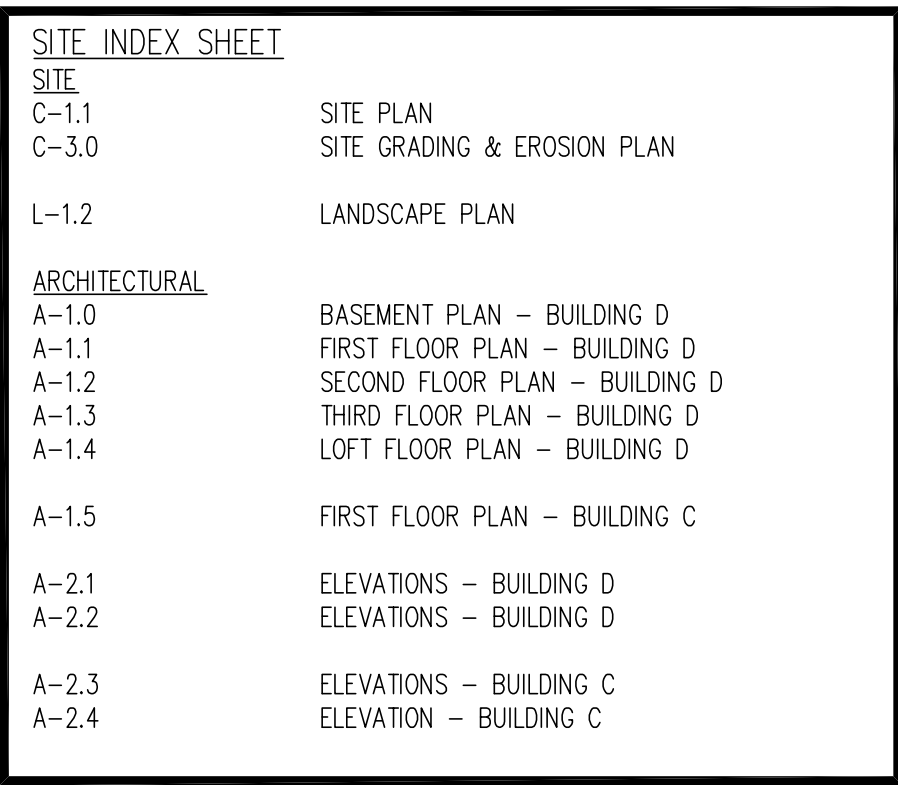 SITE INDEX SHEET
SITE
C-1.1 SITE PLAN
C-3.0 SITE GRADING & EROSION PLAN
L-1.2 LANDSCAPE PLAN
ARCHITECTURAL
A-1.0 BASEMENT PLAN - BUILDING D
A-1.1 FIRST FLOOR PLAN - BUILDING D
A-1.2 SECOND FLOOR PLAN - BUILDING D
A-1.3 THIRD FLOOR PLAN - BUILDING D
A-1.4 LOFT FLOOR PLAN - BUILDING D
A-1.5 FIRST FLOOR PLAN - BUILDING C
A-2.1 ELEVATIONS - BUILDING D
A-2.2 ELEVATIONS - BUILDING D
A-2.3 ELEVATIONS - BUILDING C
A-2.4 ELEVATION - BUILDING C